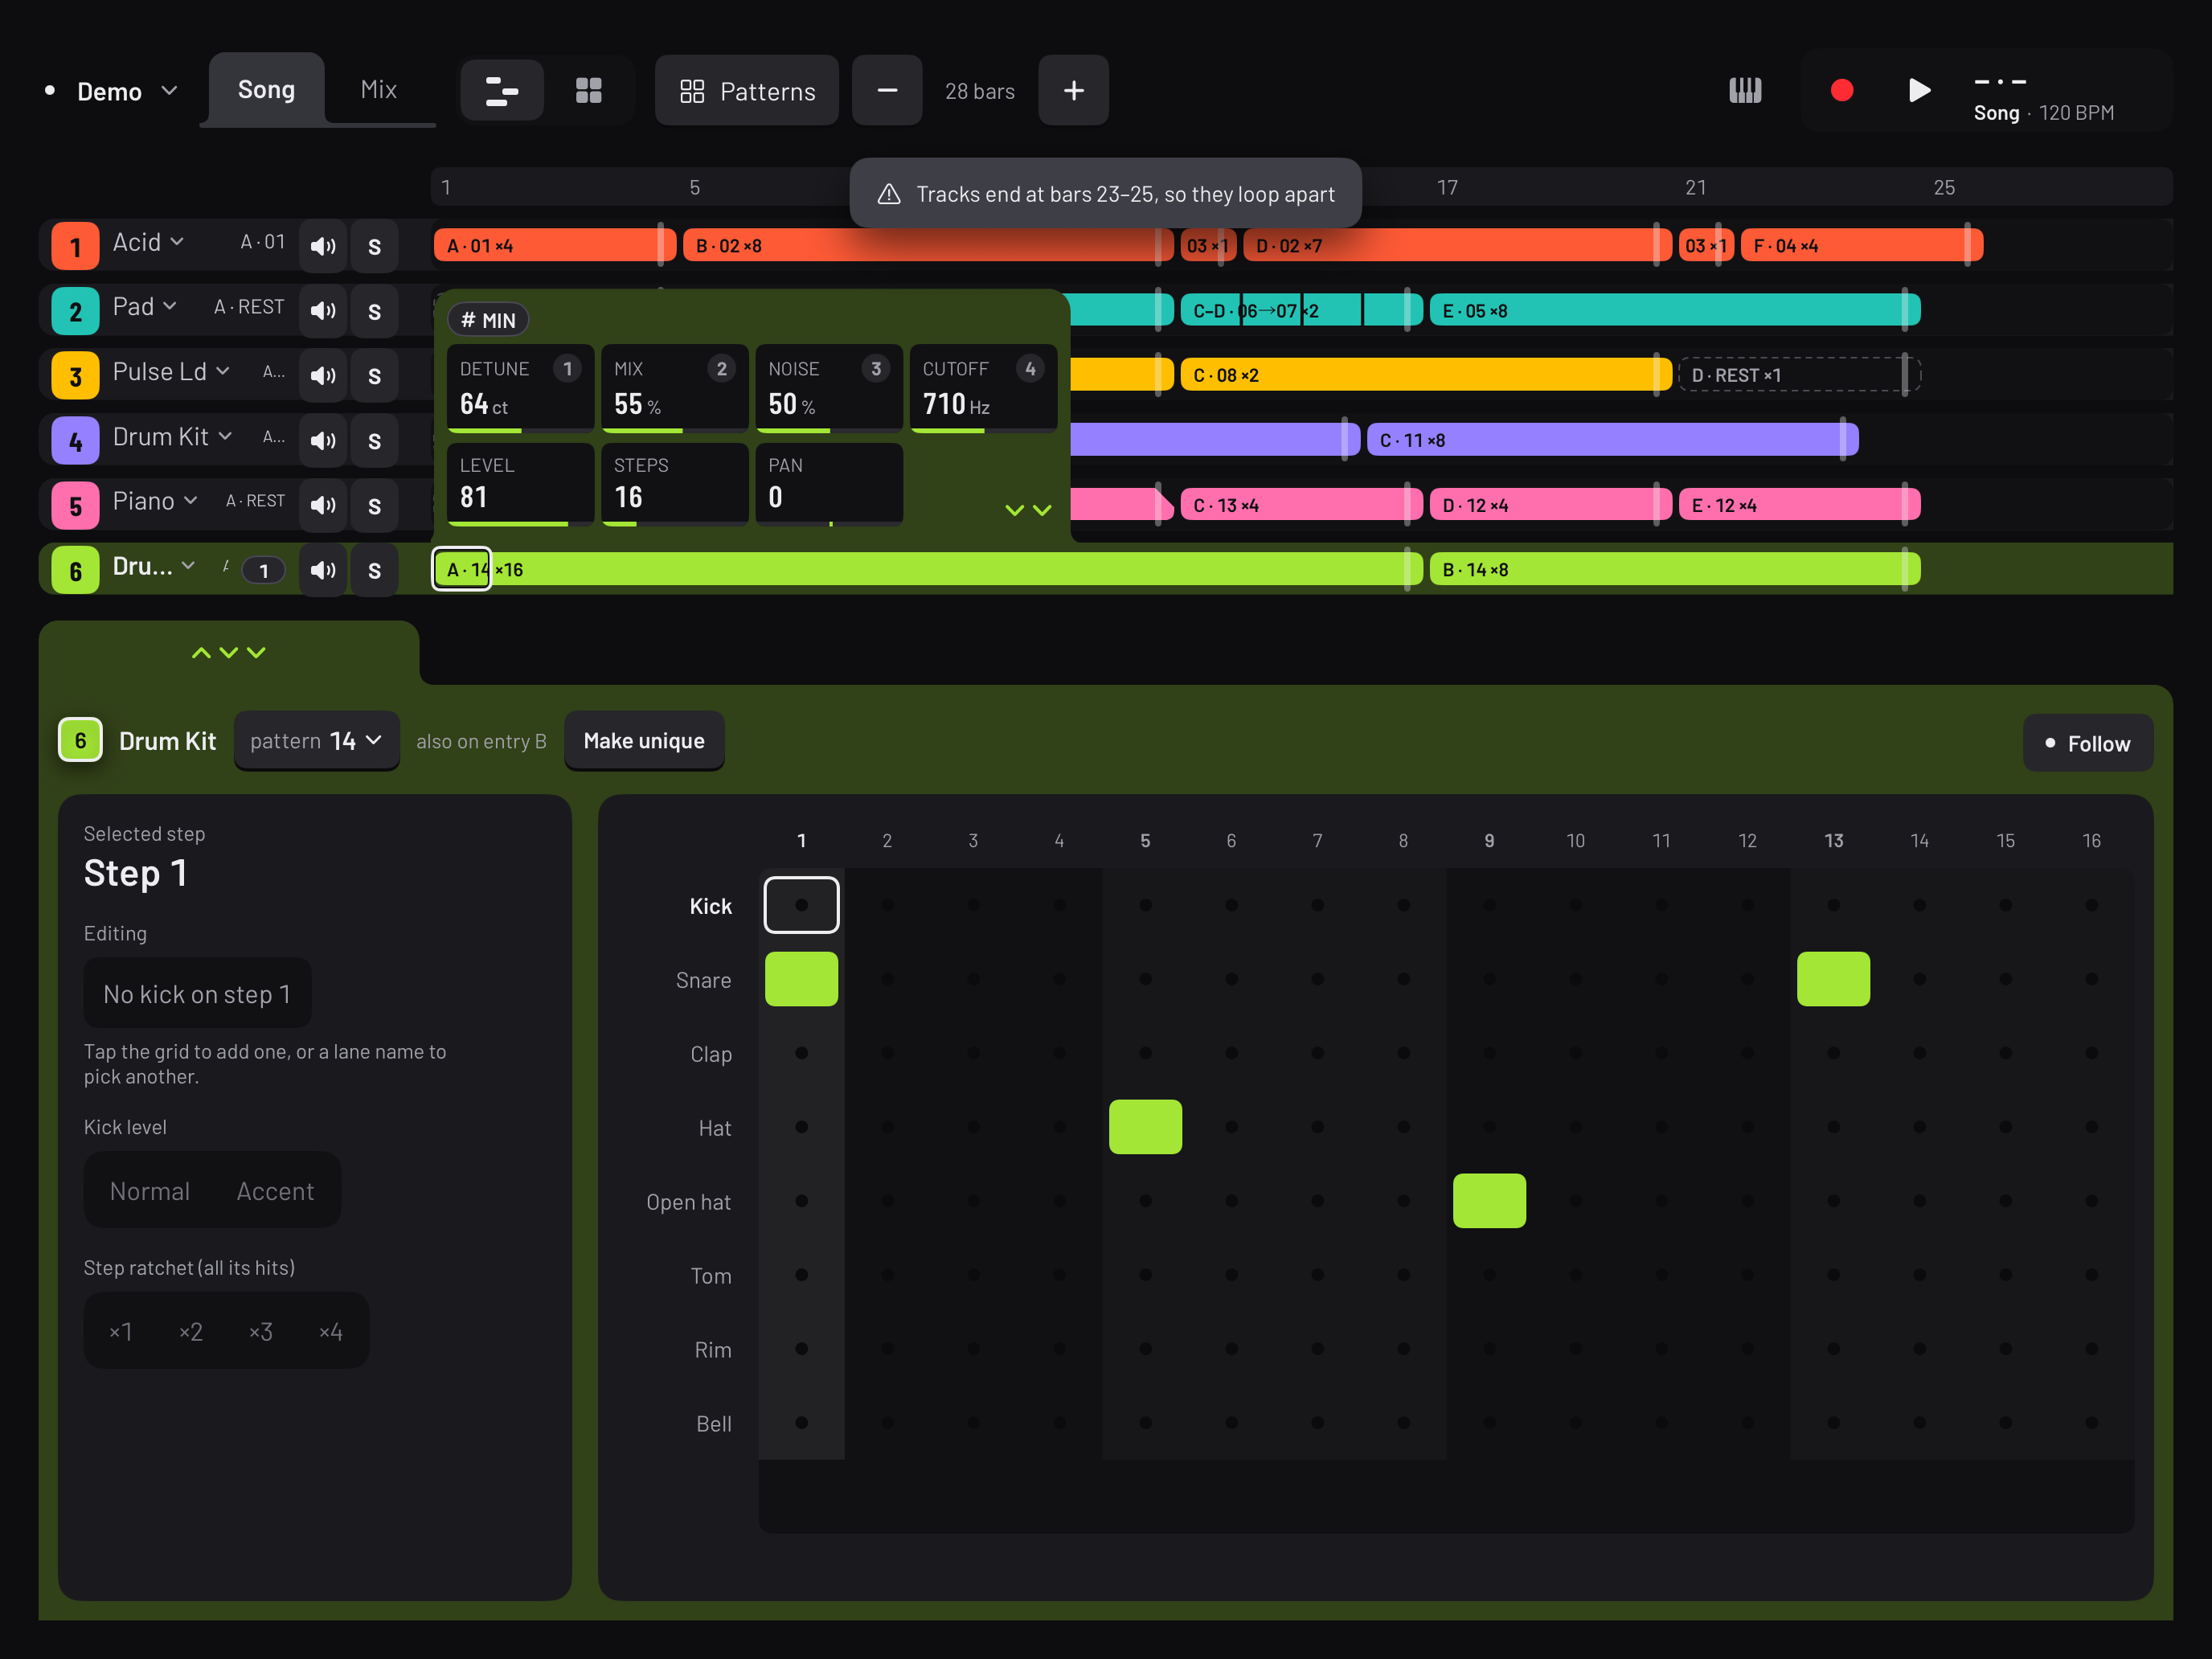 Demo
Song
Mix
Patterns
28 bars
Song · 120 BPM
1 5 17 21 25
Tracks end at bars 23–25, so they loop apart
1 Acid A · 01 S
A · 01 ×4 B · 02 ×8 03 ×1 D · 02 ×7 03 ×1 F · 04 ×4
2 Pad A · REST S
C–D · 06→07 ×2 E · 05 ×8
3 Pulse Ld A... S
C · 08 ×2 D · REST ×1
4 Drum Kit A... S
C · 11 ×8
5 Piano A · REST S
C · 13 ×4 D · 12 ×4 E · 12 ×4
# MIN
DETUNE 1 MIX 2 NOISE 3 CUTOFF 4
64 ct 55 % 50 % 710 Hz
LEVEL STEPS PAN
81 16 0
6 Dru... 1 S
A · 14 ×16 B · 14 ×8
6 Drum Kit pattern 14 also on entry B Make unique
Follow
Selected step
Step 1
Editing
No kick on step 1
Tap the grid to add one, or a lane name to
pick another.
Kick level
Normal Accent
Step ratchet (all its hits)
×1 ×2 ×3 ×4
1 2 3 4 5 6 7 8 9 10 11 12 13 14 15 16
Kick
Snare
Clap
Hat
Open hat
Tom
Rim
Bell